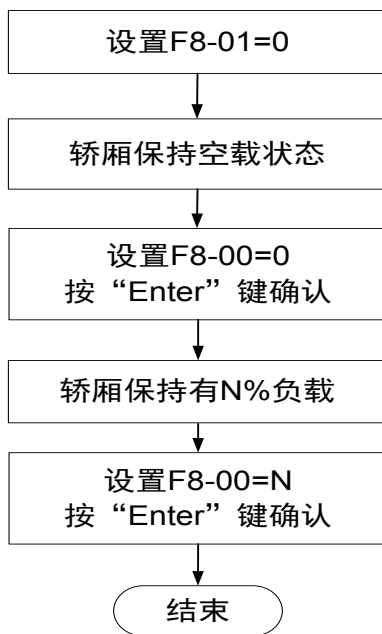 设置F8-01=0
轿厢保持空载状态
设置F8-00=0
按“Enter”键确认
轿厢保持有N%负载
设置F8-00=N
按“Enter”键确认
结束